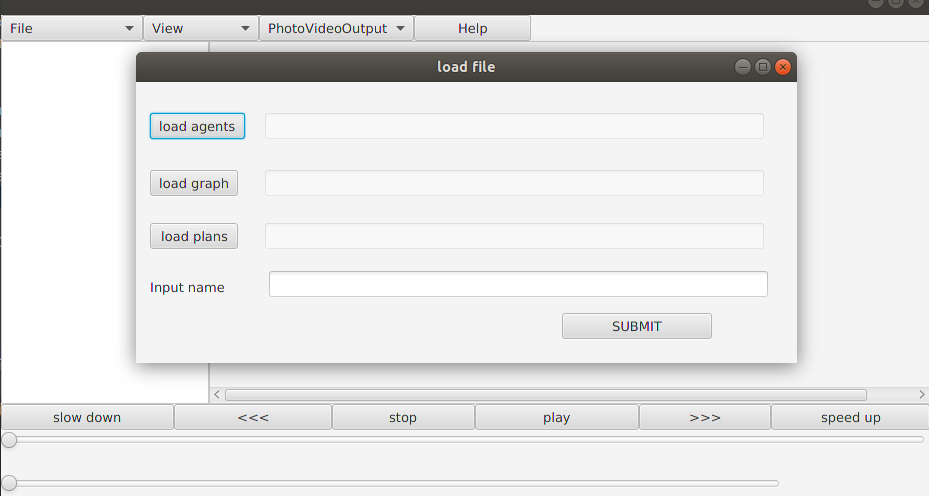 File View PhotoVideoOutput Help
load file
load agents
load graph
load plans
Input name
SUBMIT
slow down <<< stop play >>> speed up